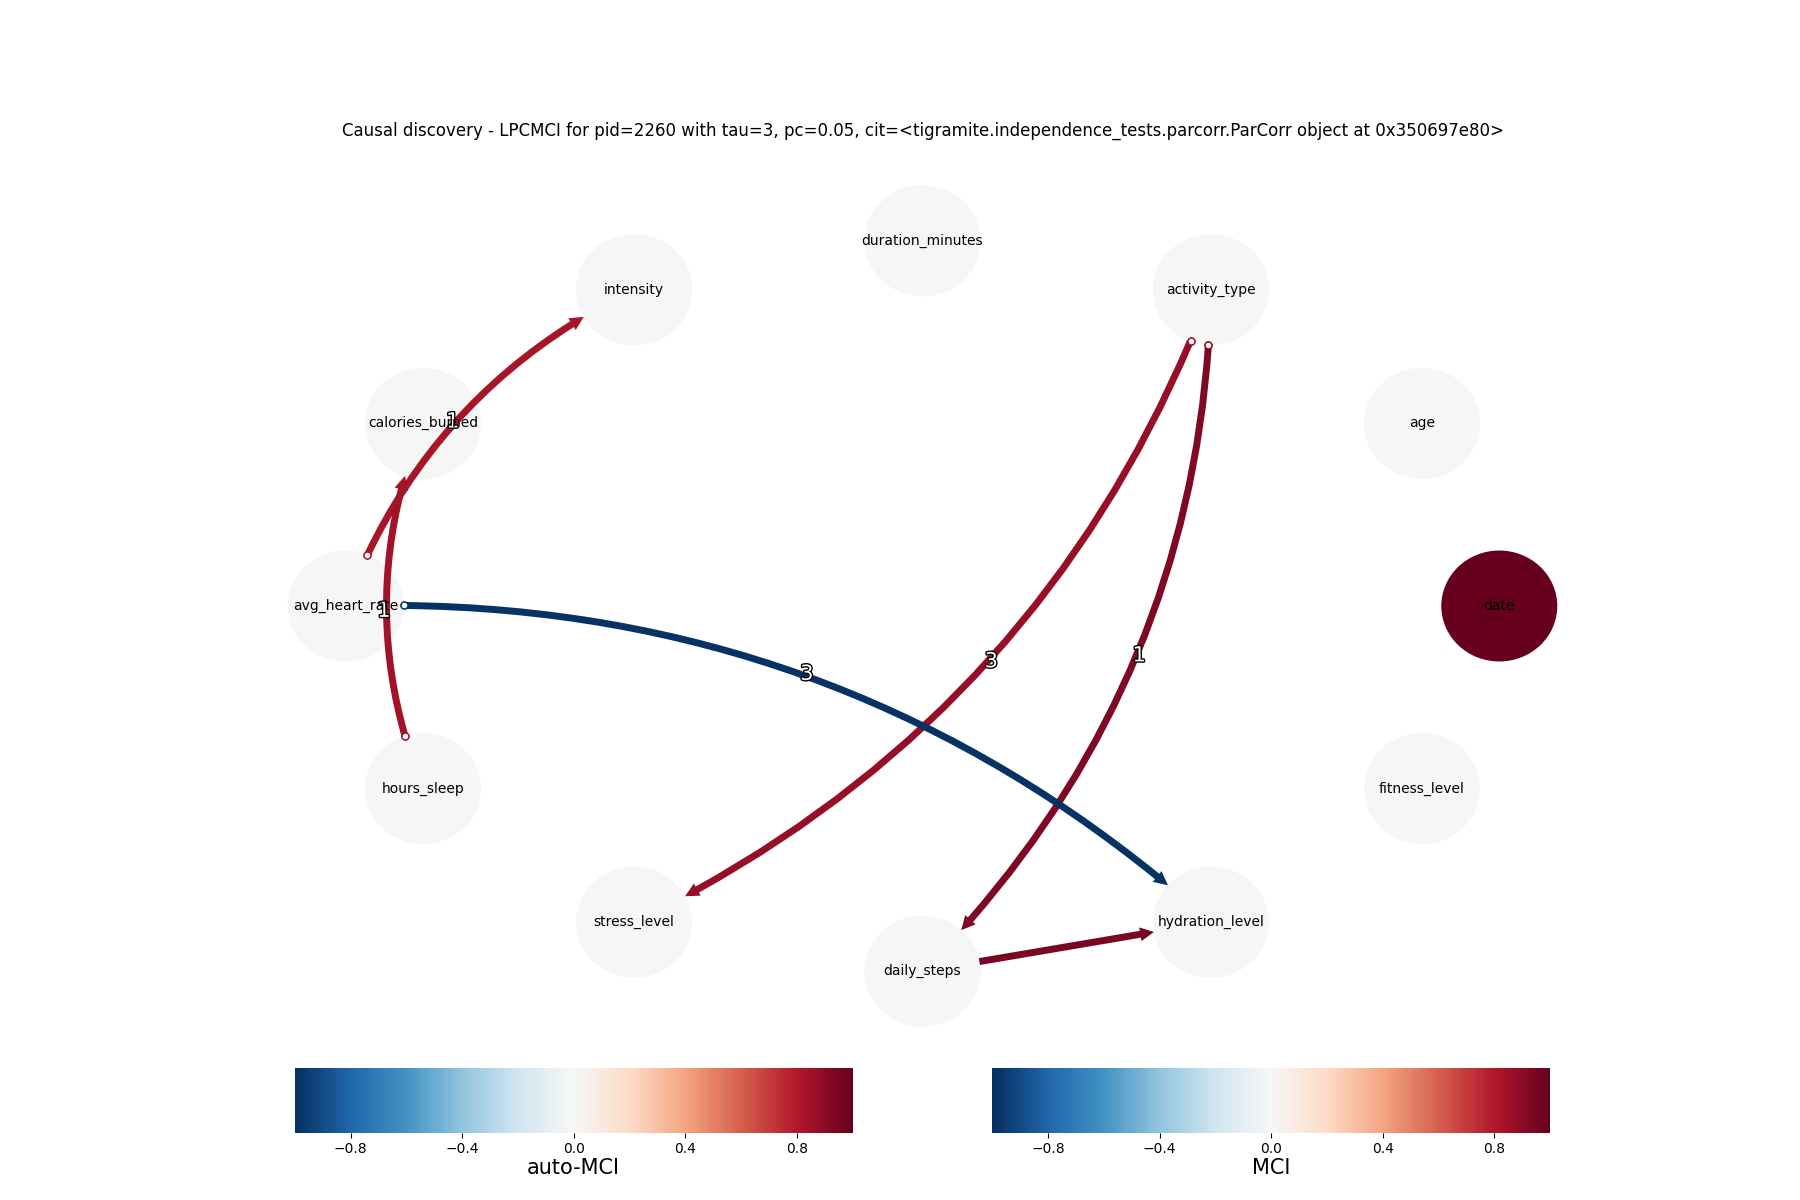 Causal discovery - LPCMCI for pid=2260 with tau=3, pc=0.05, cit=<tigramite.independence_tests.parcorr.ParCorr object at 0x350697e80>
duration_minutes
intensity
activity_type
calories_burned
1
age
avg_heart_rate
1
date
3
3
1
hours_sleep
fitness_level
stress_level
hydration_level
daily_steps
−0.8 −0.4 0.0 0.4 0.8
auto-MCI
−0.8 −0.4 0.0 0.4 0.8
MCI